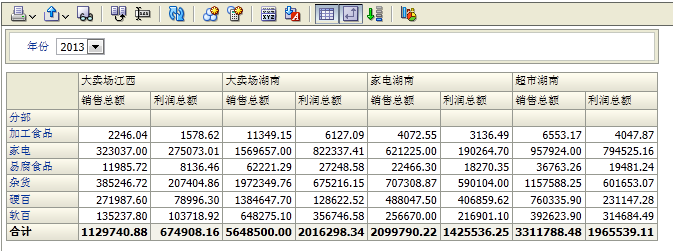 年份 2013
大卖场江西 大卖场湖南 家电湖南 超市湖南
销售总额 利润总额 销售总额 利润总额 销售总额 利润总额 销售总额 利润总额
分部
加工食品 2246.04 1578.62 11349.15 6127.09 4072.55 3136.49 6553.17 4047.87
家电 323037.00 275073.01 1569657.00 822337.41 621225.00 190264.70 957924.00 794525.16
易腐食品 11985.72 8136.46 62221.29 27248.58 22466.30 18270.35 36763.26 19481.24
杂货 385246.72 207404.86 1972349.76 675216.15 707308.87 590104.00 1157588.25 601653.07
硬百 271987.60 78996.30 1384647.70 128622.52 488047.50 406859.62 760335.90 231147.28
软百 135237.80 103718.92 648275.10 356746.58 256670.00 216901.10 392623.90 314684.49
合计 1129740.88 674908.16 5648500.00 2016298.34 2099790.22 1425536.25 3311788.48 1965539.11